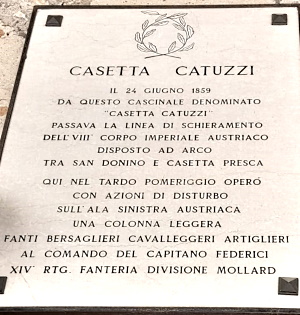 CASETTA CATUZZI
IL 24 GIUGNO 1859
DA QUESTO CASCINALE DENOMINATO
"CASETTA CATUZZI"
PASSAVA LA LINEA DI SCHIERAMENTO
DELL'VIII° CORPO IMPERIALE AUSTRIACO
DISPOSTO AD ARCO
TRA SAN DONINO E CASETTA PRESCA
QUI NEL TARDO POMERIGGIO OPERÓ
CON AZIONI DI DISTURBO
SULL'ALA SINISTRA AUSTRIACA
UNA COLONNA LEGGERA
FANTI BERSAGLIERI CAVALLEGGERI ARTIGLIERI
AL COMANDO DEL CAPITANO FEDERICI
XIV° RTG. FANTERIA DIVISIONE MOLLARD